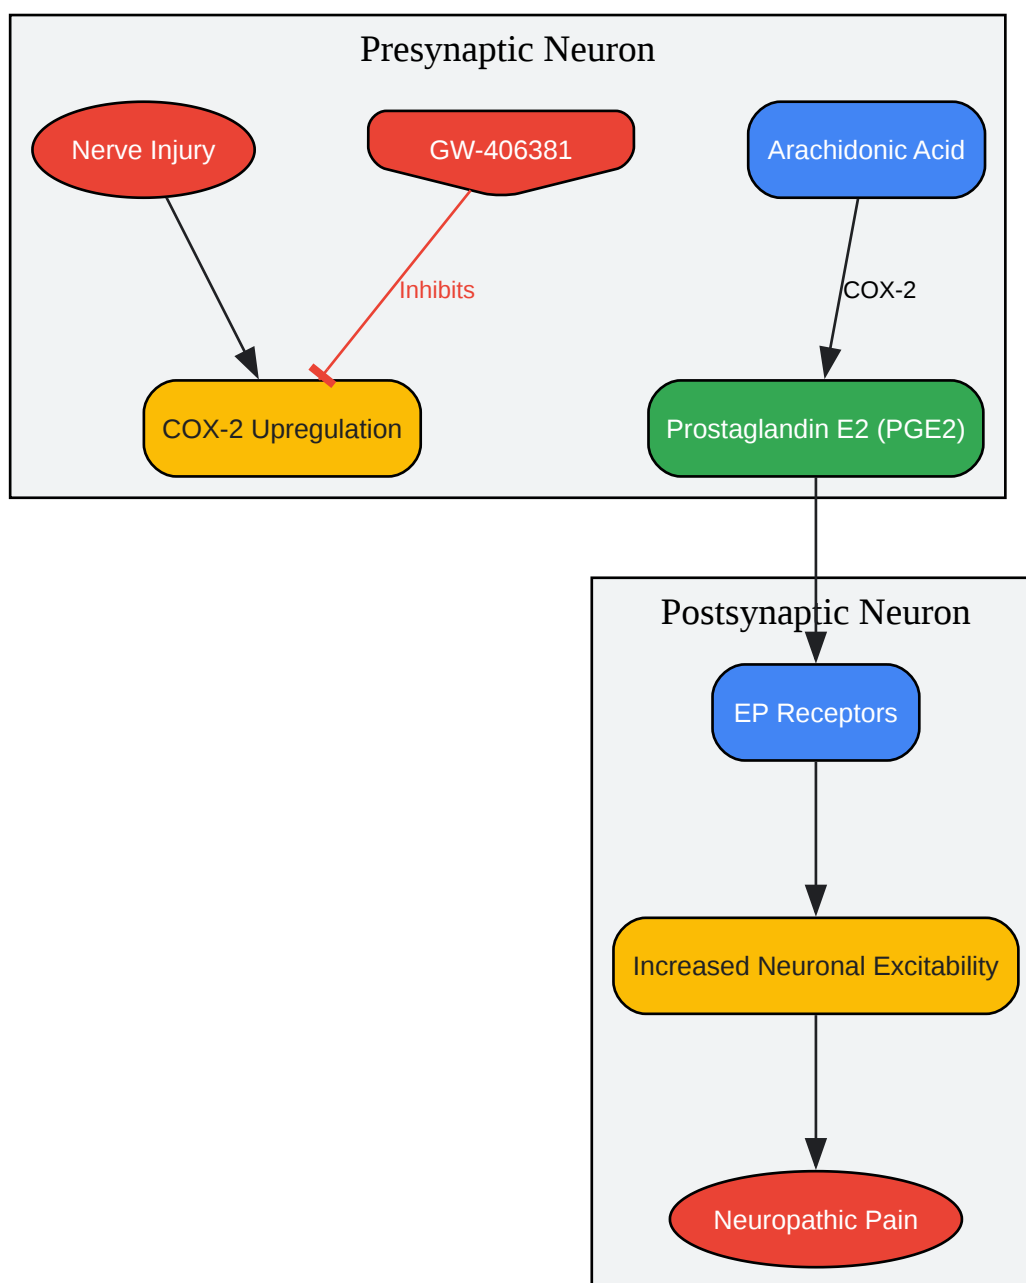 Presynaptic Neuron
Nerve Injury
GW-406381
Arachidonic Acid
Inhibits
COX-2
COX-2 Upregulation
Prostaglandin E2 (PGE2)
Postsynaptic Neuron
EP Receptors
Increased Neuronal Excitability
Neuropathic Pain